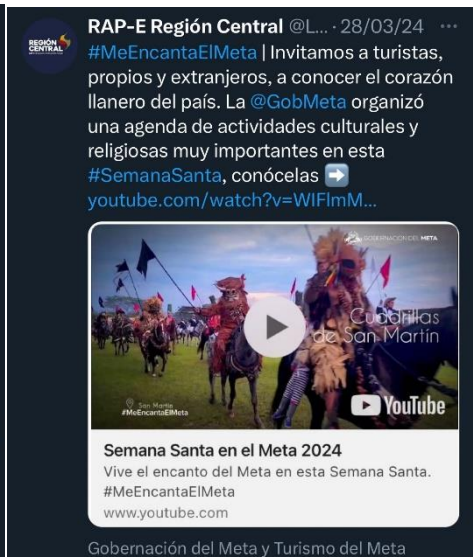 RAP-E Región Central @L... · 28/03/24 ···
REGIÓN
CENTRAL
#MeEncantaElMeta | Invitamos a turistas,
propios y extranjeros, a conocer el corazón
llanero del país. La @GobMeta organizó
una agenda de actividades culturales y
religiosas muy importantes en esta
#SemanaSanta, conócelas ➡️
youtube.com/watch?v=WIFlmM...
GOBERNACIÓN DEL META
Cuadrillas
de San Martín
San Martín
#MeEncantaElMeta
YouTube
Semana Santa en el Meta 2024
Vive el encanto del Meta en esta Semana Santa.
#MeEncantaElMeta
www.youtube.com
Gobernación del Meta y Turismo del Meta